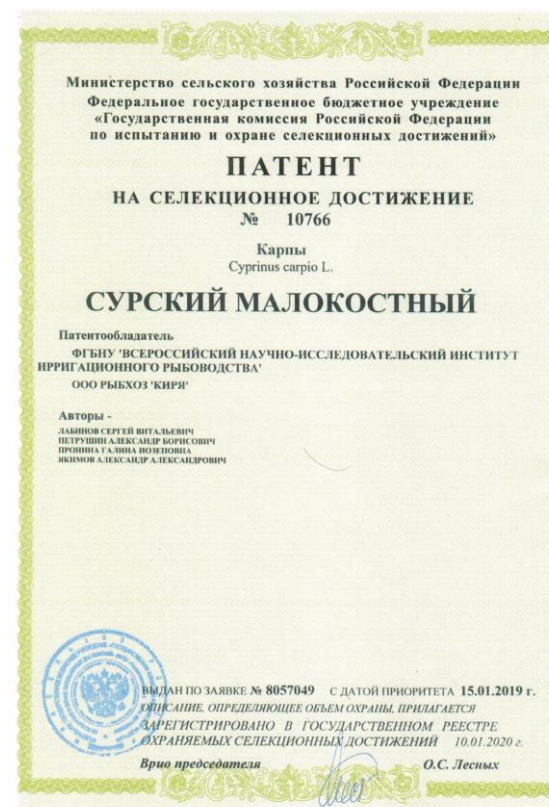 Министерство сельского хозяйства Российской Федерации
Федеральное государственное бюджетное учреждение
«Государственная комиссия Российской Федерации
по испытанию и охране селекционных достижений»
ПАТЕНТ
НА СЕЛЕКЦИОННОЕ ДОСТИЖЕНИЕ
№ 10766
Карпы
Cyprinus carpio L.
СУРСКИЙ МАЛОКОСТНЫЙ
Патентообладатель
ФГБНУ 'ВСЕРОССИЙСКИЙ НАУЧНО-ИССЛЕДОВАТЕЛЬСКИЙ ИНСТИТУТ
ИРРИГАЦИОННОГО РЫБОВОДСТВА'
ООО РЫБХОЗ 'КИРЯ'
Авторы -
ЛАБИНОВ СЕРГЕЙ ВИТАЛЬЕВИЧ
ПЕТРУШИН АЛЕКСАНДР БОРИСОВИЧ
ПРОНИНА ГАЛИНА ИОЗЕПОВНА
ЯКИМОВ АЛЕКСАНДР АЛЕКСАНДРОВИЧ
ВЫДАН ПО ЗАЯВКЕ № 8057049 С ДАТОЙ ПРИОРИТЕТА 15.01.2019 г.
ОПИСАНИЕ, ОПРЕДЕЛЯЮЩЕЕ ОБЪЕМ ОХРАНЫ, ПРИЛАГАЕТСЯ
ЗАРЕГИСТРИРОВАНО В ГОСУДАРСТВЕННОМ РЕЕСТРЕ
ОХРАНЯЕМЫХ СЕЛЕКЦИОННЫХ ДОСТИЖЕНИЙ 10.01.2020 г.
Врио председателя О.С. Лесных